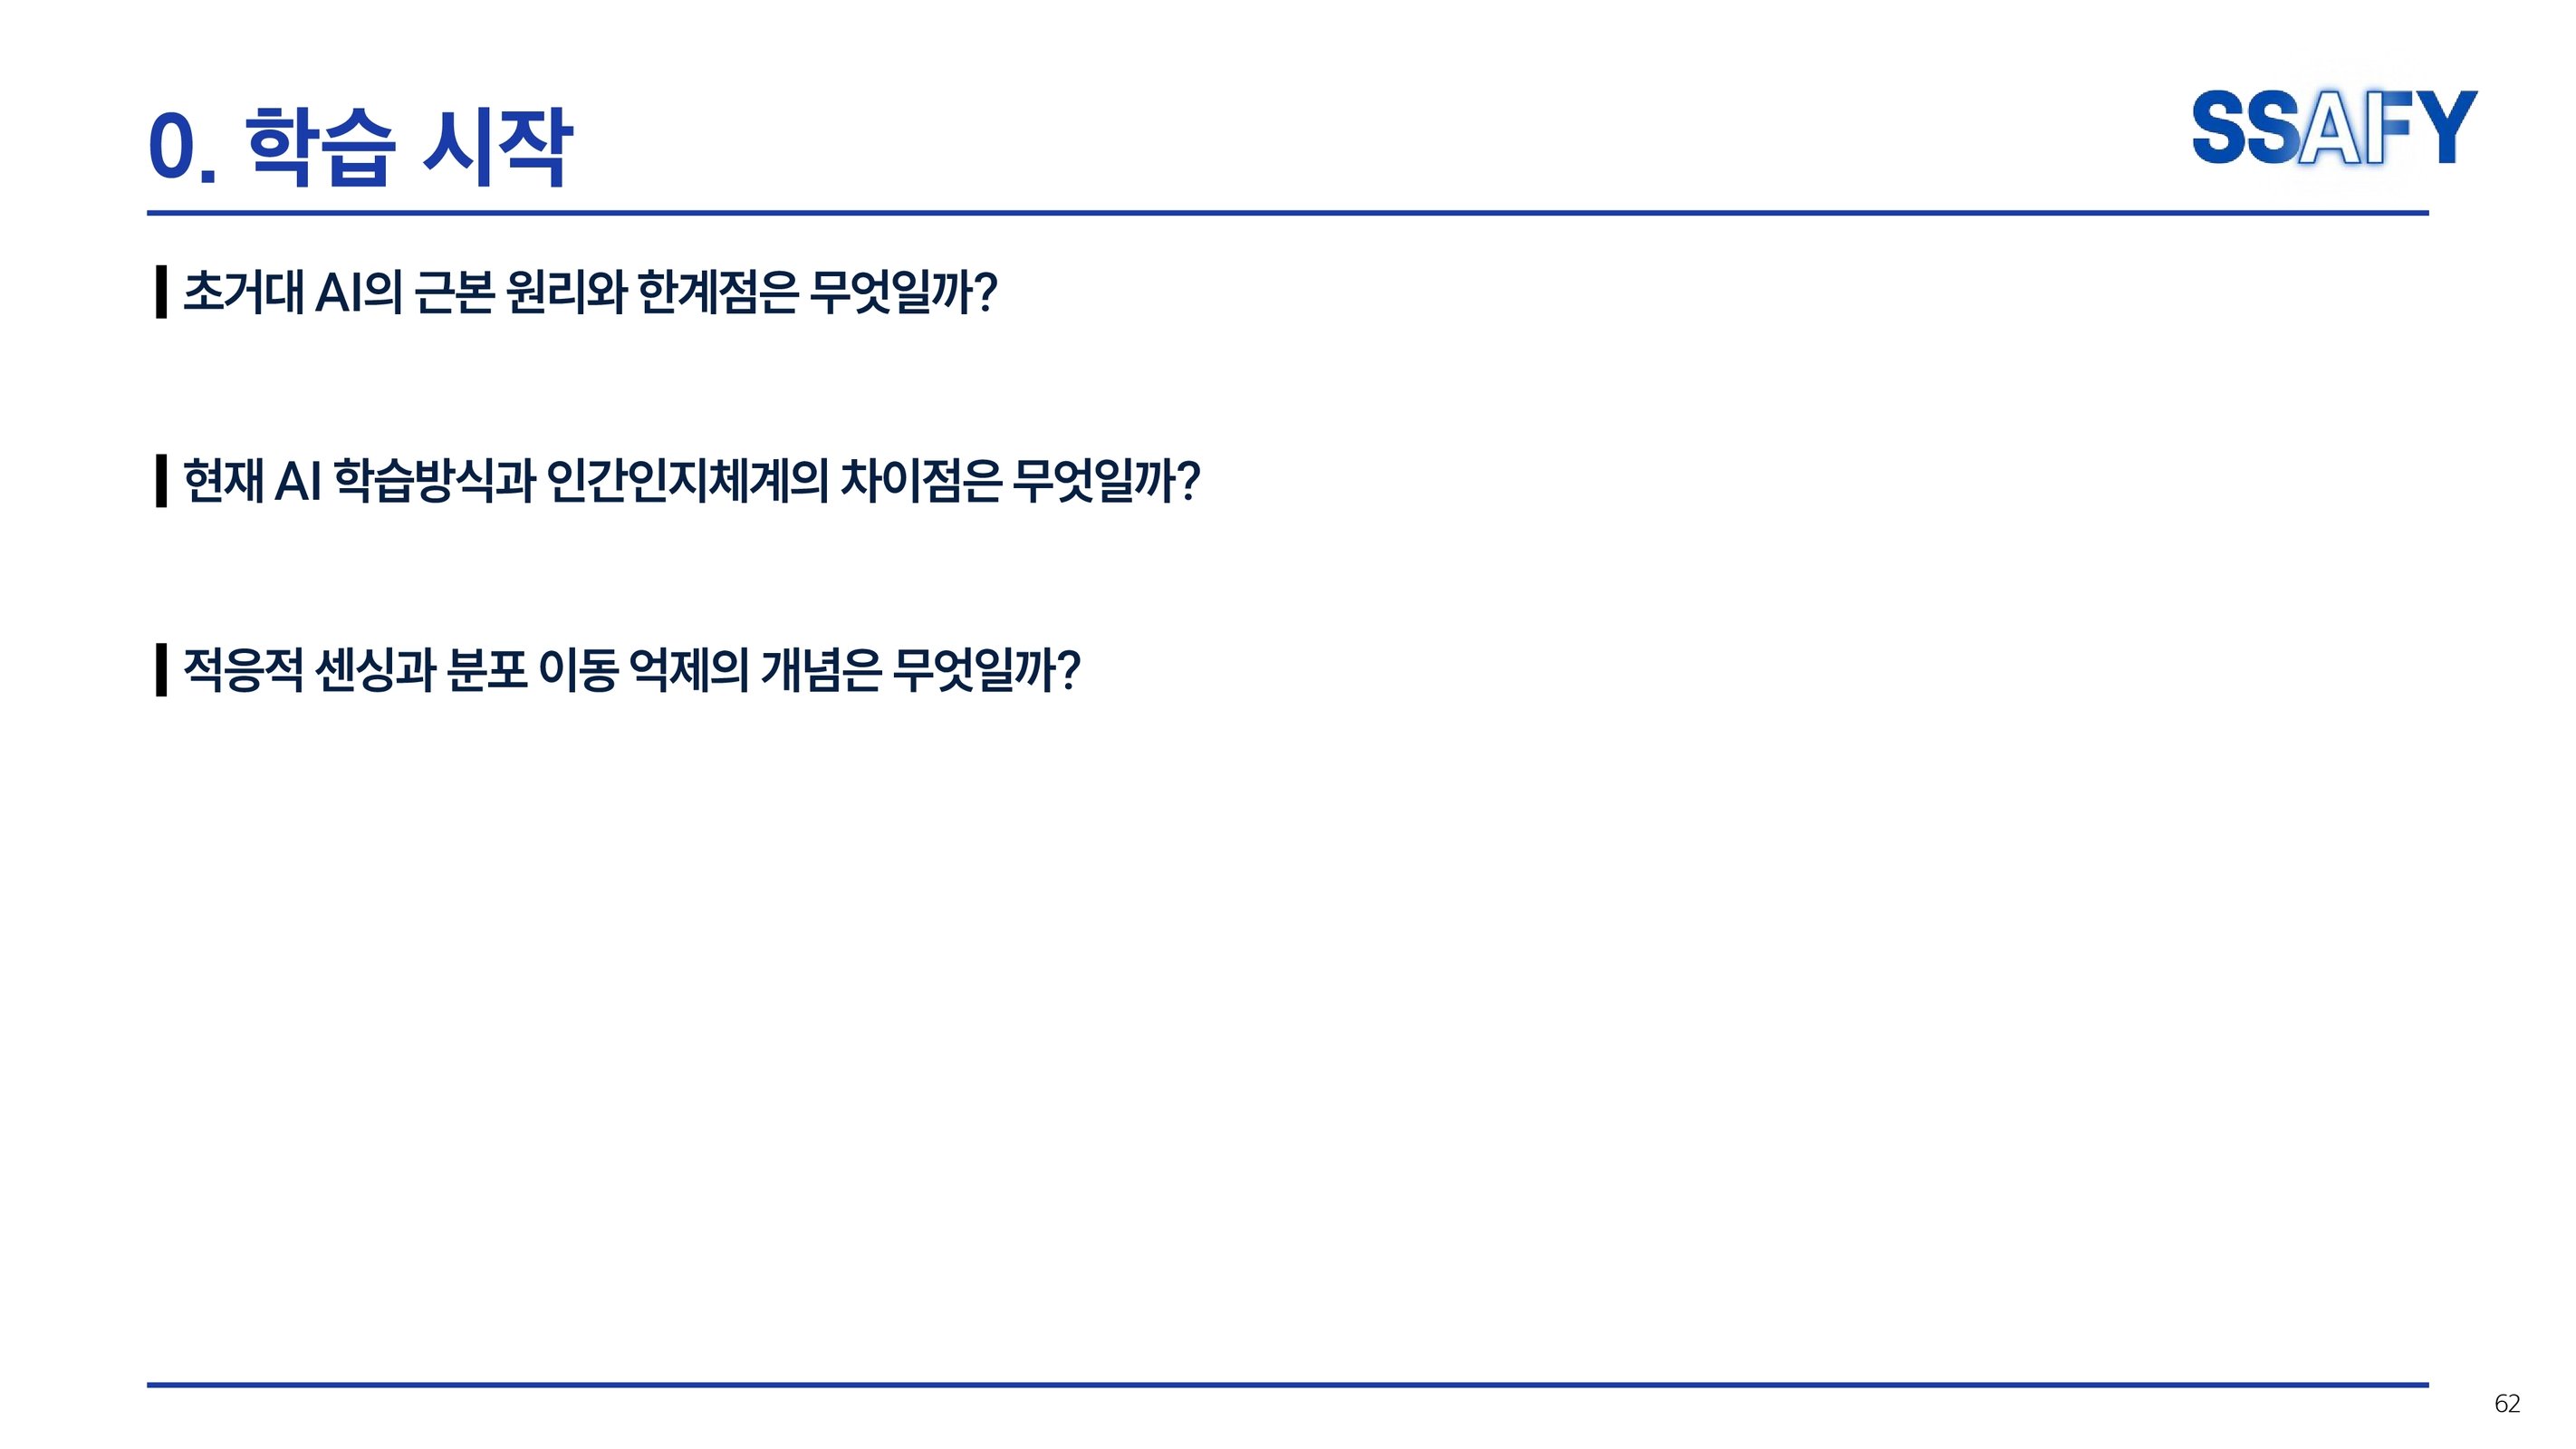 0. 학습 시작
SSAFY
초거대 AI의 근본 원리와 한계점은 무엇일까?
현재 AI 학습방식과 인간인지체계의 차이점은 무엇일까?
적응적 센싱과 분포 이동 억제의 개념은 무엇일까?
62